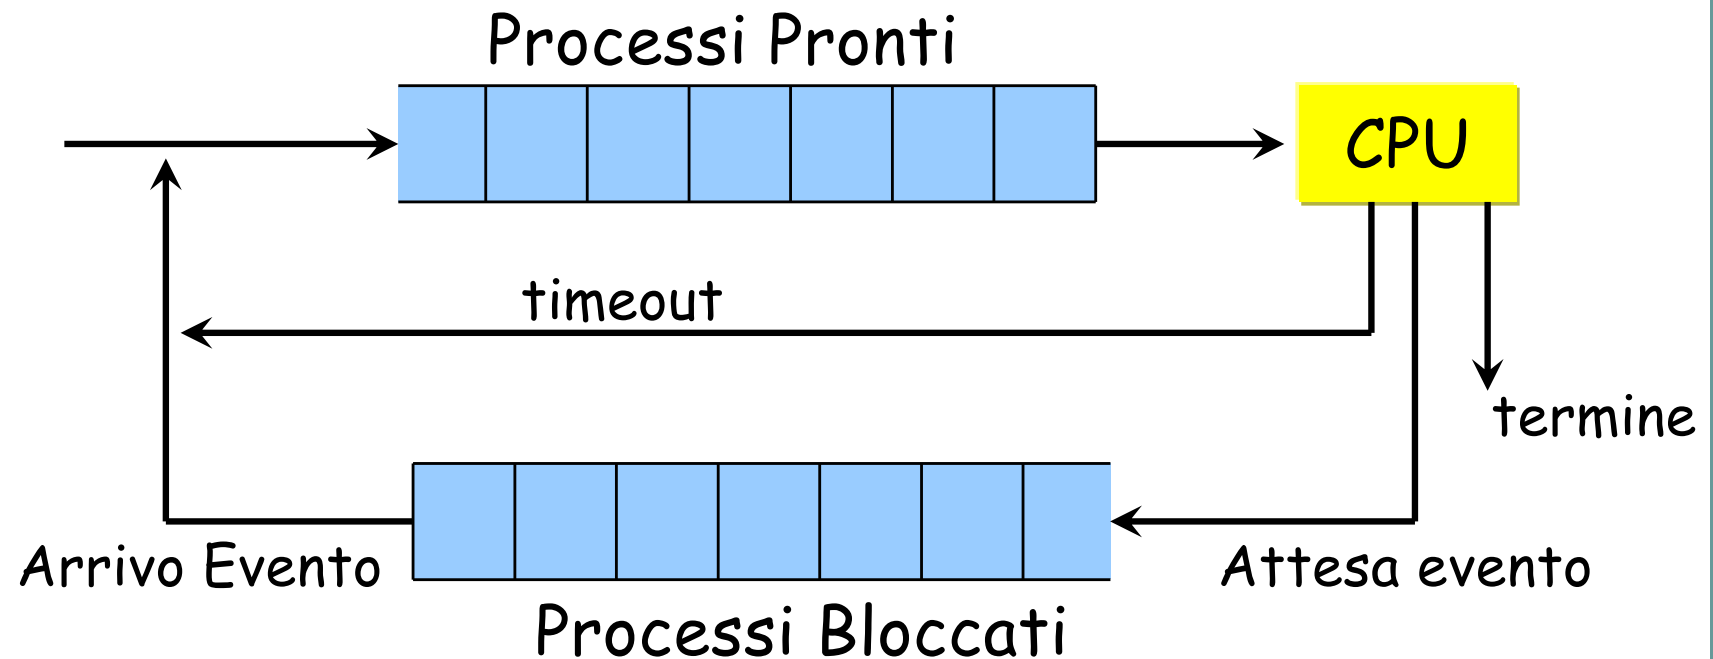 Processi Pronti
CPU
timeout
termine
Arrivo Evento
Attesa evento
Processi Bloccati